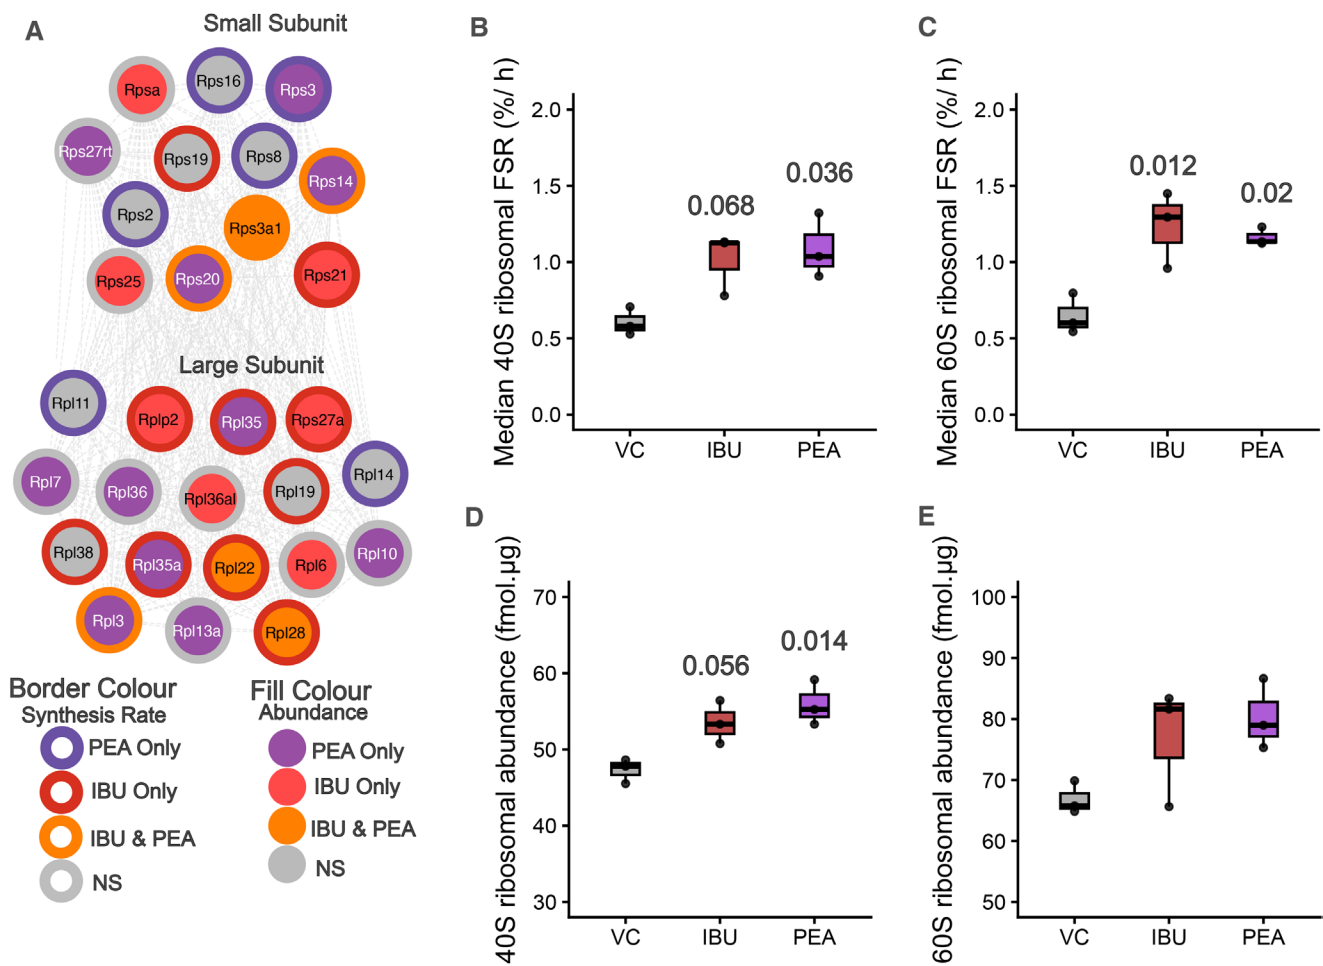 A
Small Subunit
Rpsa
Rps16
Rps3
Rps27rt
Rps19
Rps8
Rps14
Rps2
Rps3a1
Rps25
Rps20
Rps21
Large Subunit
Rpl11
Rplp2
Rpl35
Rps27a
Rpl7
Rpl36
Rpl36al
Rpl19
Rpl14
Rpl38
Rpl35a
Rpl22
Rpl6
Rpl10
Rpl3
Rpl13a
Rpl28
Border Colour
Synthesis Rate
PEA Only
IBU Only
IBU & PEA
NS
Fill Colour
Abundance
PEA Only
IBU Only
IBU & PEA
NS
B
Median 40S ribosomal FSR (%/ h)
2.0
1.5
1.0
0.5
0.0
0.068
0.036
VC
IBU
PEA
C
Median 60S ribosomal FSR (%/ h)
2.0
1.5
1.0
0.5
0.0
0.012
0.02
VC
IBU
PEA
D
40S ribosomal abundance (fmol.µg)
70
60
50
40
30
0.056
0.014
VC
IBU
PEA
E
60S ribosomal abundance (fmol.µg)
100
90
80
70
60
50
VC
IBU
PEA